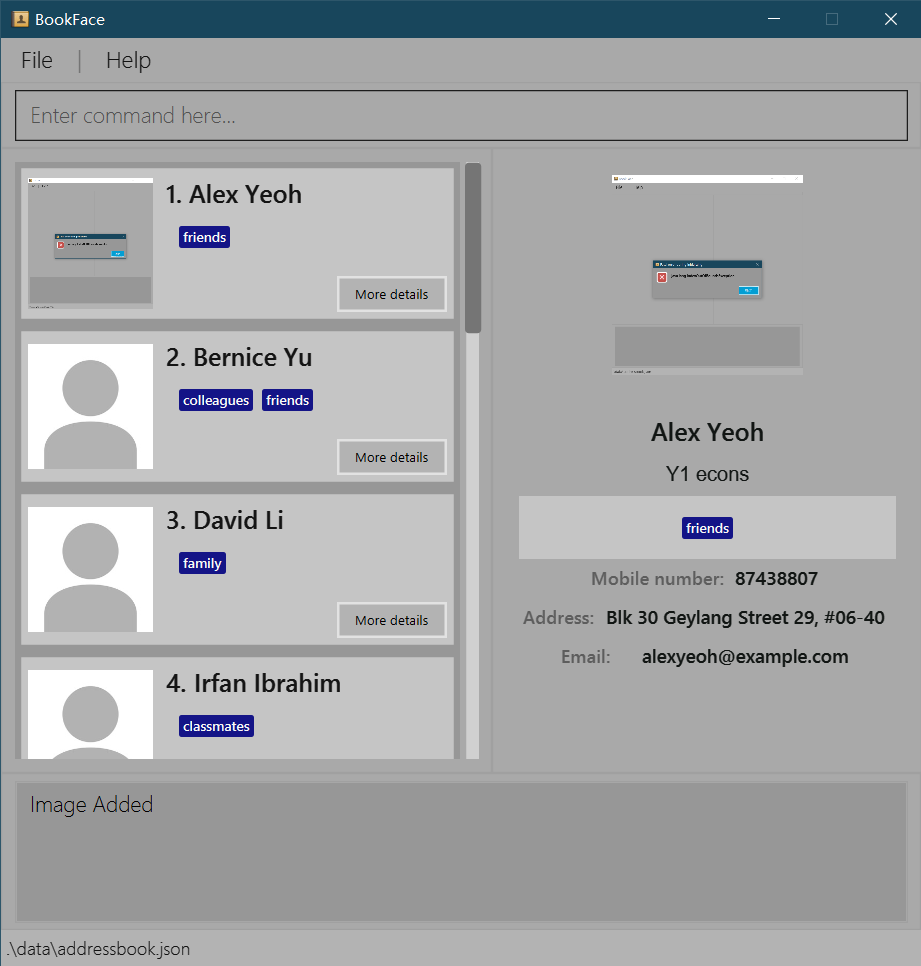 BookFace
File | Help
Enter command here...
1. Alex Yeoh
friends
More details
2. Bernice Yu
colleagues friends
More details
3. David Li
family
More details
4. Irfan Ibrahim
classmates
Alex Yeoh
Y1 econs
friends
Mobile number: 87438807
Address: Blk 30 Geylang Street 29, #06-40
Email: alexyeoh@example.com
Image Added
.\data\addressbook.json